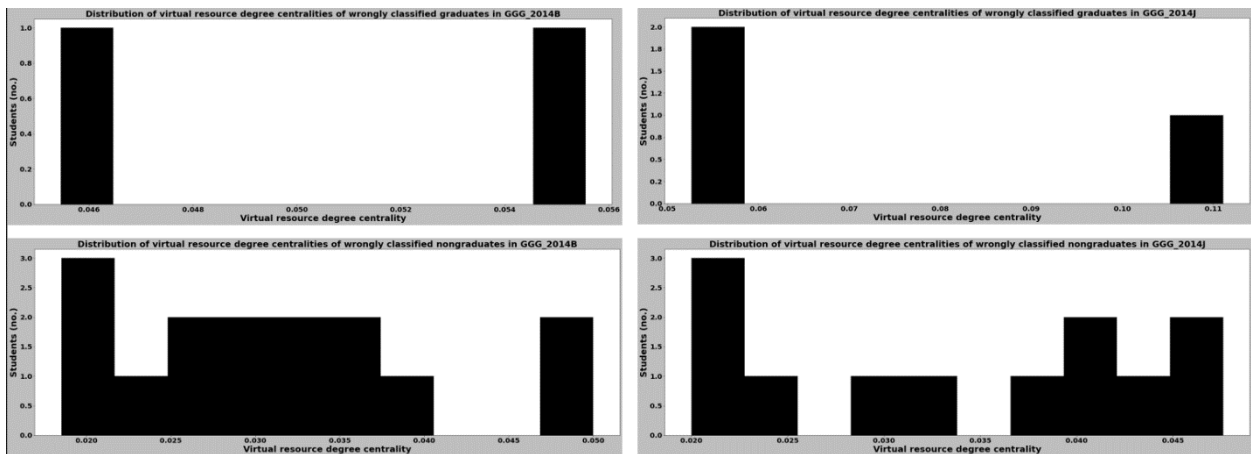 Distribution of virtual resource degree centralities of wrongly classified graduates in GGG_2014B
1.0
0.8
0.6
0.4
0.2
0.0
Students (no.)
0.046 0.048 0.050 0.052 0.054 0.056
Virtual resource degree centrality
Distribution of virtual resource degree centralities of wrongly classified graduates in GGG_2014J
2.0
1.8
1.5
1.2
1.0
0.8
0.5
0.2
0.0
Students (no.)
0.05 0.06 0.07 0.08 0.09 0.10 0.11
Virtual resource degree centrality
Distribution of virtual resource degree centralities of wrongly classified nongraduates in GGG_2014B
3.0
2.5
2.0
1.5
1.0
0.5
0.0
Students (no.)
0.020 0.025 0.030 0.035 0.040 0.045 0.050
Virtual resource degree centrality
Distribution of virtual resource degree centralities of wrongly classified nongraduates in GGG_2014J
3.0
2.5
2.0
1.5
1.0
0.5
0.0
Students (no.)
0.020 0.025 0.030 0.035 0.040 0.045
Virtual resource degree centrality